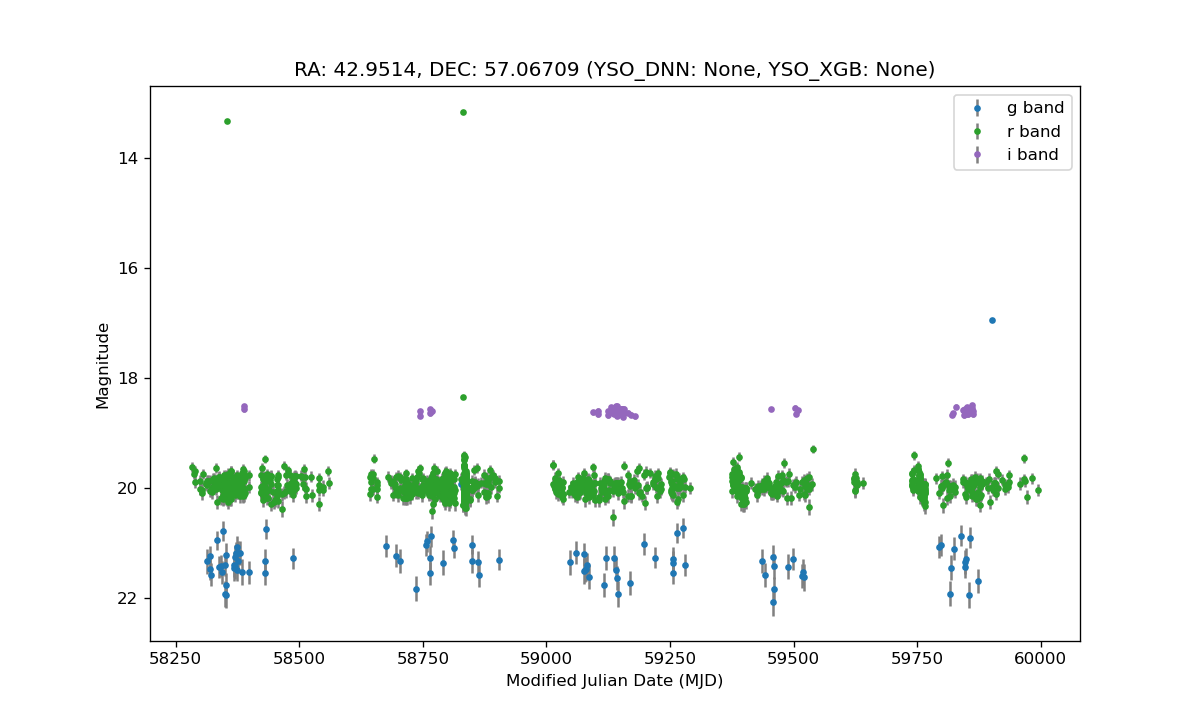 RA: 42.9514, DEC: 57.06709 (YSO_DNN: None, YSO_XGB: None)
g band
r band
i band
Magnitude
14
16
18
20
22
58250 58500 58750 59000 59250 59500 59750 60000
Modified Julian Date (MJD)